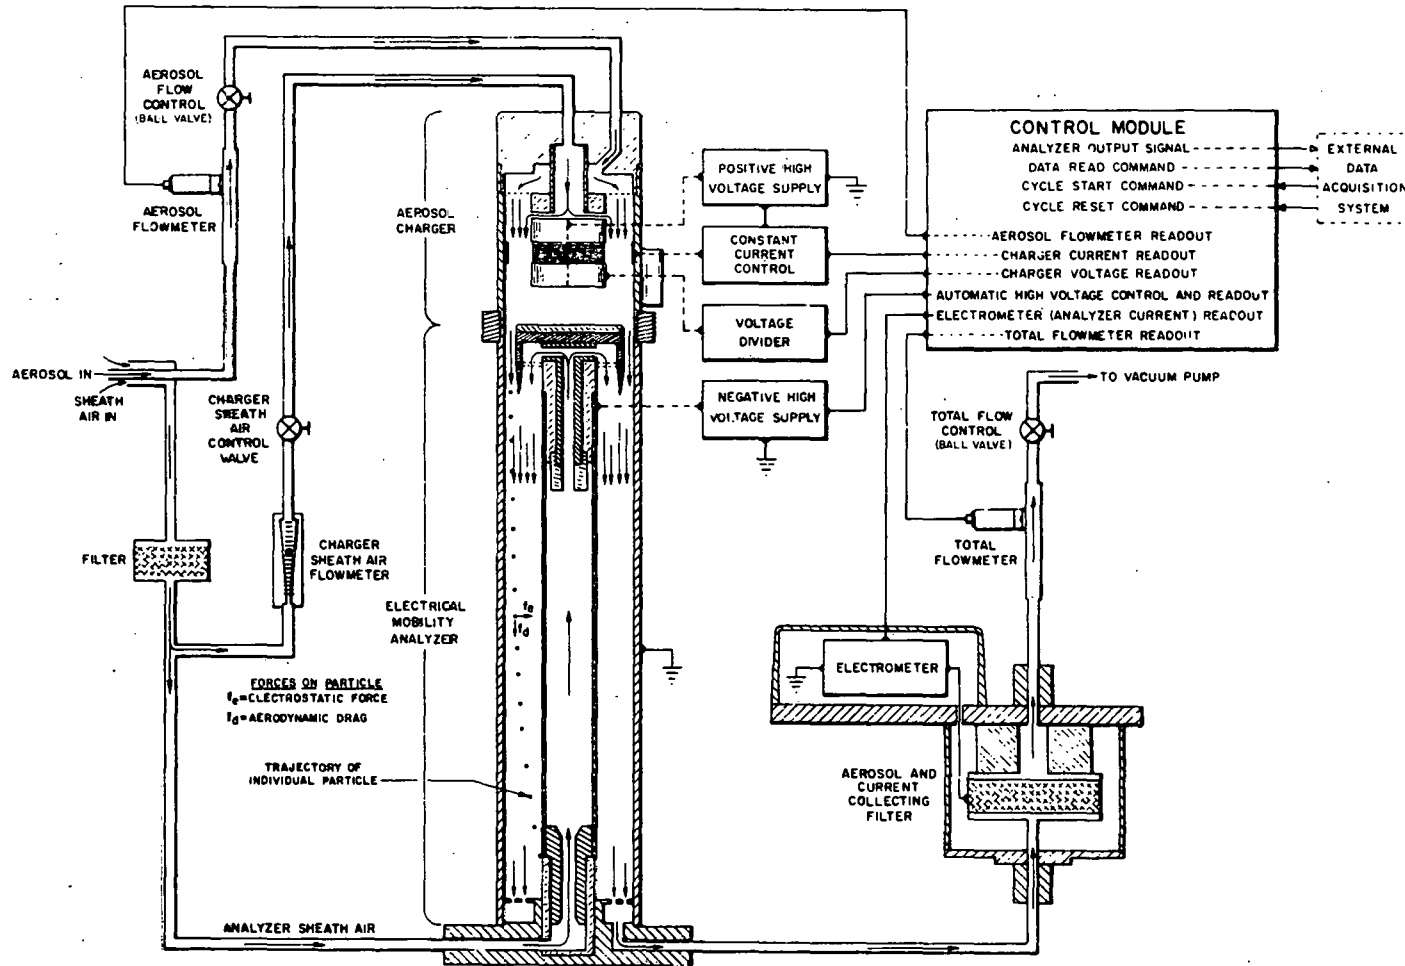 AEROSOL
FLOW
CONTROL
(BALL VALVE)
AEROSOL
FLOWMETER
AEROSOL IN
SHEATH
AIR IN
CHARGER
SHEATH
AIR
CONTROL
VALVE
FILTER
CHARGER
SHEATH AIR
FLOWMETER
AEROSOL
CHARGER
ELECTRICAL
MOBILITY
ANALYZER
FORCES ON PARTICLE
fe=ELECTROSTATIC FORCE
fd=AERODYNAMIC DRAG
TRAJECTORY OF
INDIVIDUAL PARTICLE
ANALYZER SHEATH AIR
fe
fd
POSITIVE HIGH
VOLTAGE SUPPLY
CONSTANT
CURRENT
CONTROL
VOLTAGE
DIVIDER
NEGATIVE HIGH
VOLTAGE SUPPLY
CONTROL MODULE
ANALYZER OUTPUT SIGNAL
DATA READ COMMAND
CYCLE START COMMAND
CYCLE RESET COMMAND
AEROSOL FLOWMETER READOUT
CHARGER CURRENT READOUT
CHARGER VOLTAGE READOUT
AUTOMATIC HIGH VOLTAGE CONTROL AND READOUT
ELECTROMETER (ANALYZER CURRENT) READOUT
TOTAL FLOWMETER READOUT
EXTERNAL
DATA
ACQUISITION
SYSTEM
TO VACUUM PUMP
TOTAL FLOW
CONTROL
(BALL VALVE)
TOTAL
FLOWMETER
ELECTROMETER
AEROSOL AND
CURRENT
COLLECTING
FILTER